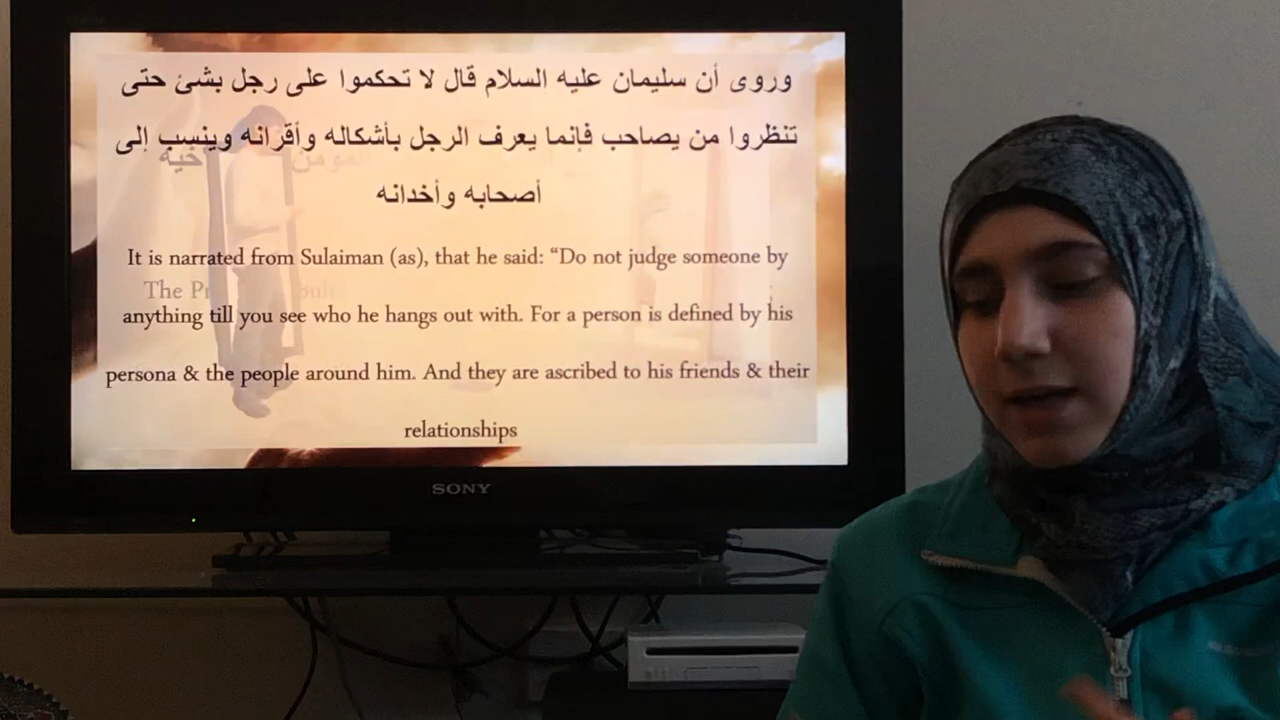 وروى أن سليمان عليه السلام قال لا تحكموا على رجل بشئ حتى
تنظروا من يصاحب فإنما يعرف الرجل بأشكاله وأقرانه وينسب إلى
أصحابه وأخدانه
It is narrated from Sulaiman (as), that he said: “Do not judge someone by
The Pr
anything till you see who he hangs out with. For a person is defined by his
persona & the people around him. And they are ascribed to his friends & their
relationships
SONY